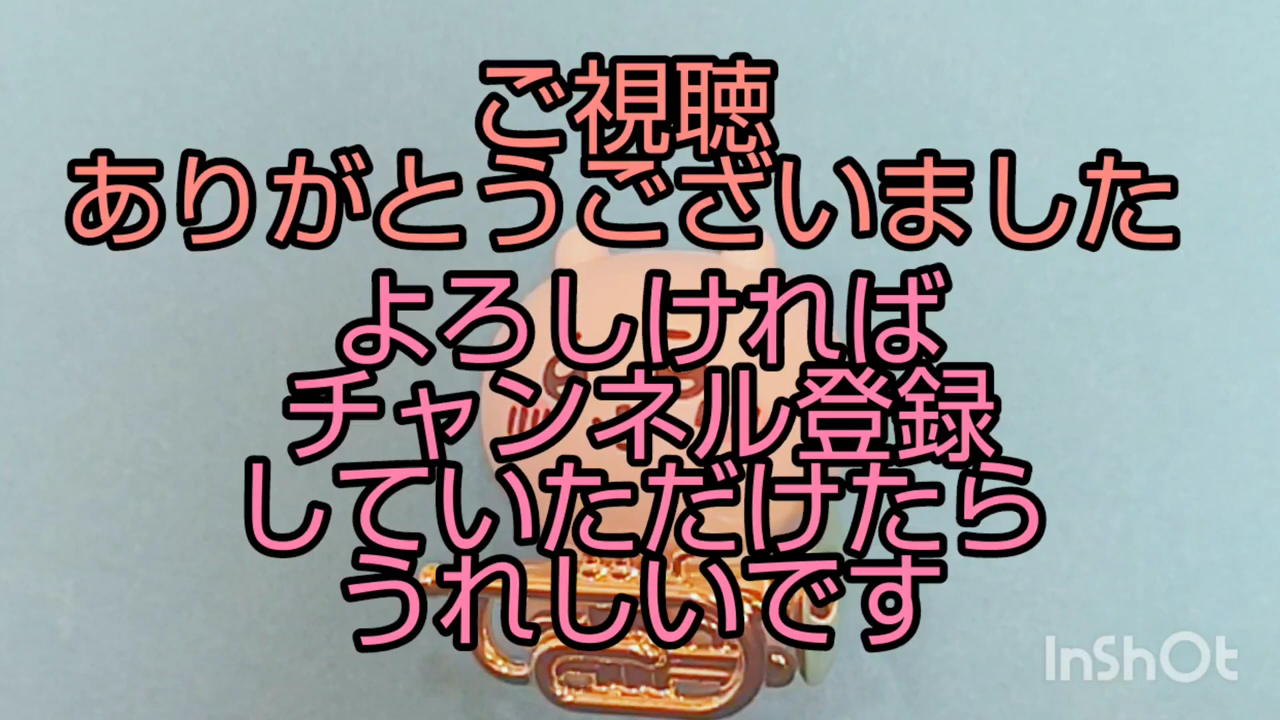 ご視聴
ありがとうございました
よろしければ
チャンネル登録
していただけたら
うれしいです
InShOt